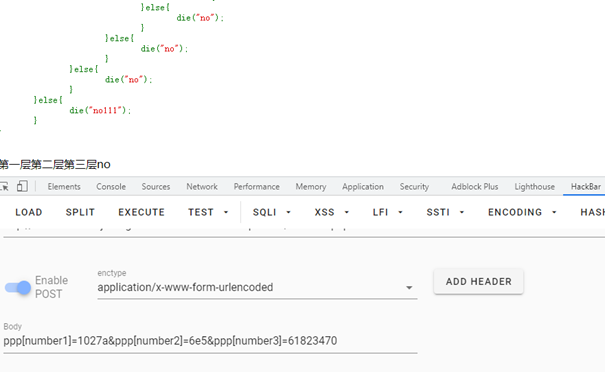 }else{
die("no");
}
}else{
die("no");
}
}else{
die("no");
}
}else{
die("no111");
}
第一层第二层第三层no
Elements Console Sources Network Performance Memory Application Security Adblock Plus Lighthouse HackBar
LOAD SPLIT EXECUTE TEST SQLI XSS LFI SSTI ENCODING HASH
Enable
POST
enctype
application/x-www-form-urlencoded
ADD HEADER
Body
ppp[number1]=1027a&ppp[number2]=6e5&ppp[number3]=61823470